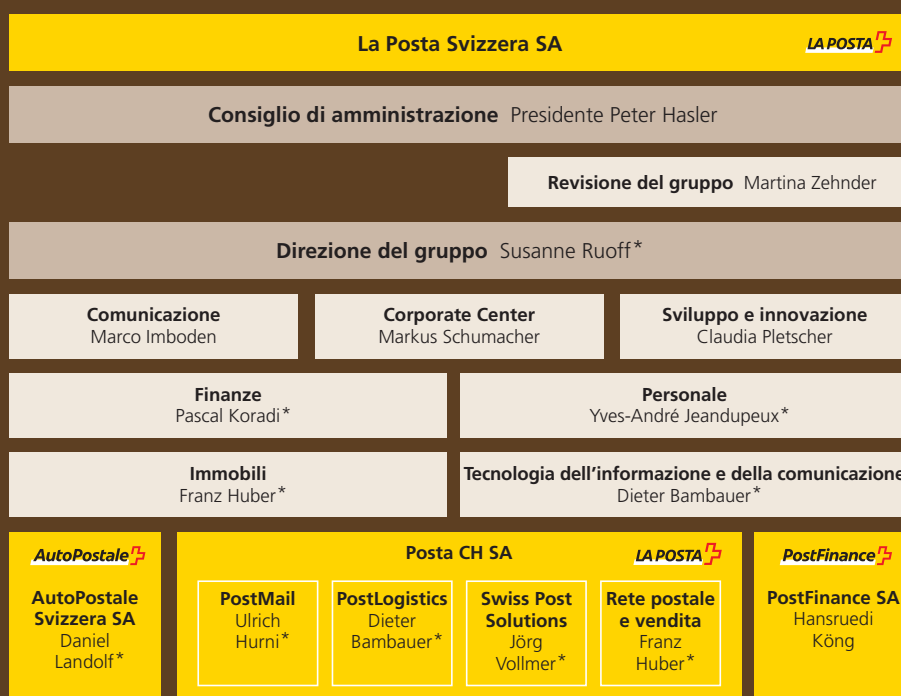 La Posta Svizzera SA
LA POSTA
Consiglio di amministrazione Presidente Peter Hasler
Revisione del gruppo Martina Zehnder
Direzione del gruppo Susanne Ruoff*
Comunicazione
Marco Imboden
Corporate Center
Markus Schumacher
Sviluppo e innovazione
Claudia Pletscher
Finanze
Pascal Koradi*
Personale
Yves-André Jeandupeux*
Immobili
Franz Huber*
Tecnologia dell'informazione e della comunicazione
Dieter Bambauer*
AutoPostale
AutoPostale
Svizzera SA
Daniel
Landolf*
Posta CH SA
LA POSTA
PostMail
Ulrich
Hurni*
PostLogistics
Dieter
Bambauer*
Swiss Post
Solutions
Jörg
Vollmer*
Rete postale
e vendita
Franz
Huber*
PostFinance
PostFinance SA
Hansruedi
Köng